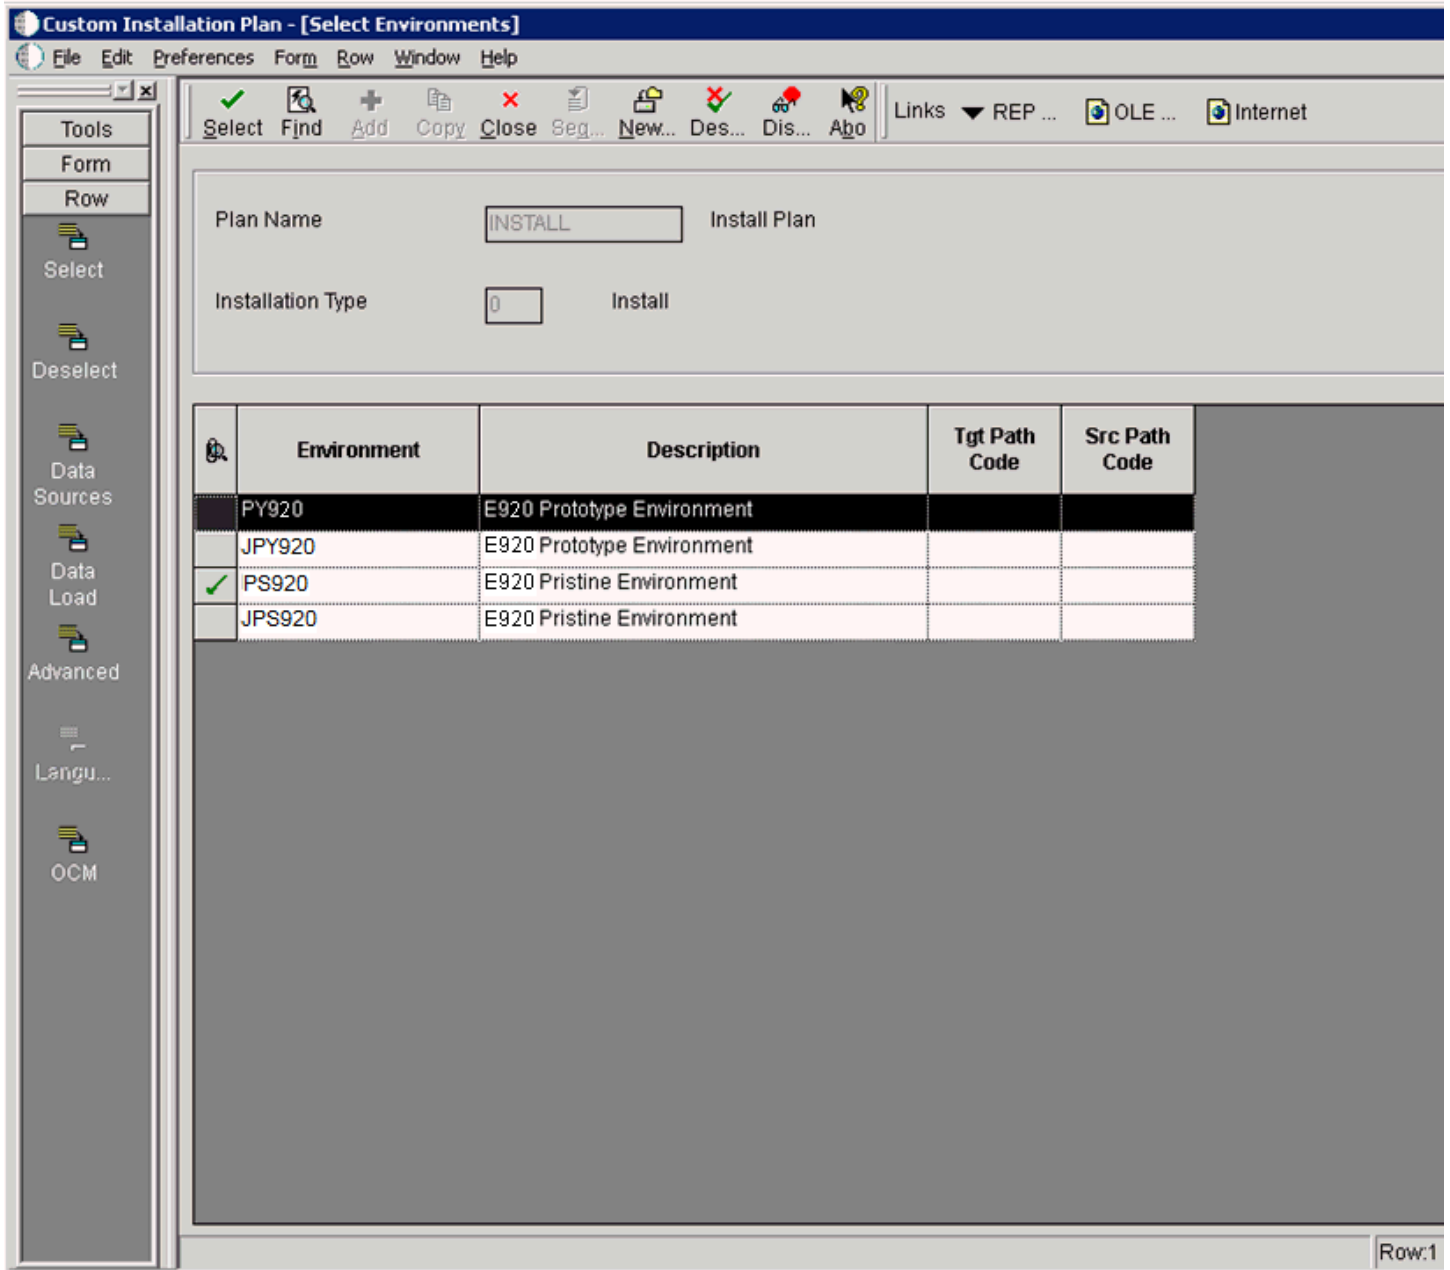 Custom Installation Plan - [Select Environments]
File Edit Preferences Form Row Window Help
Tools
Form
Row
Select
Deselect
Data
Sources
Data
Load
Advanced
Langu...
OCM
Select Find Add Copy Close Seq... New... Des... Dis... Abo
Links REP ... OLE ... Internet
Plan Name INSTALL Install Plan
Installation Type 0 Install
Environment Description Tgt Path Code Src Path Code
PY920 E920 Prototype Environment
JPY920 E920 Prototype Environment
PS920 E920 Pristine Environment
JPS920 E920 Pristine Environment
Row:1